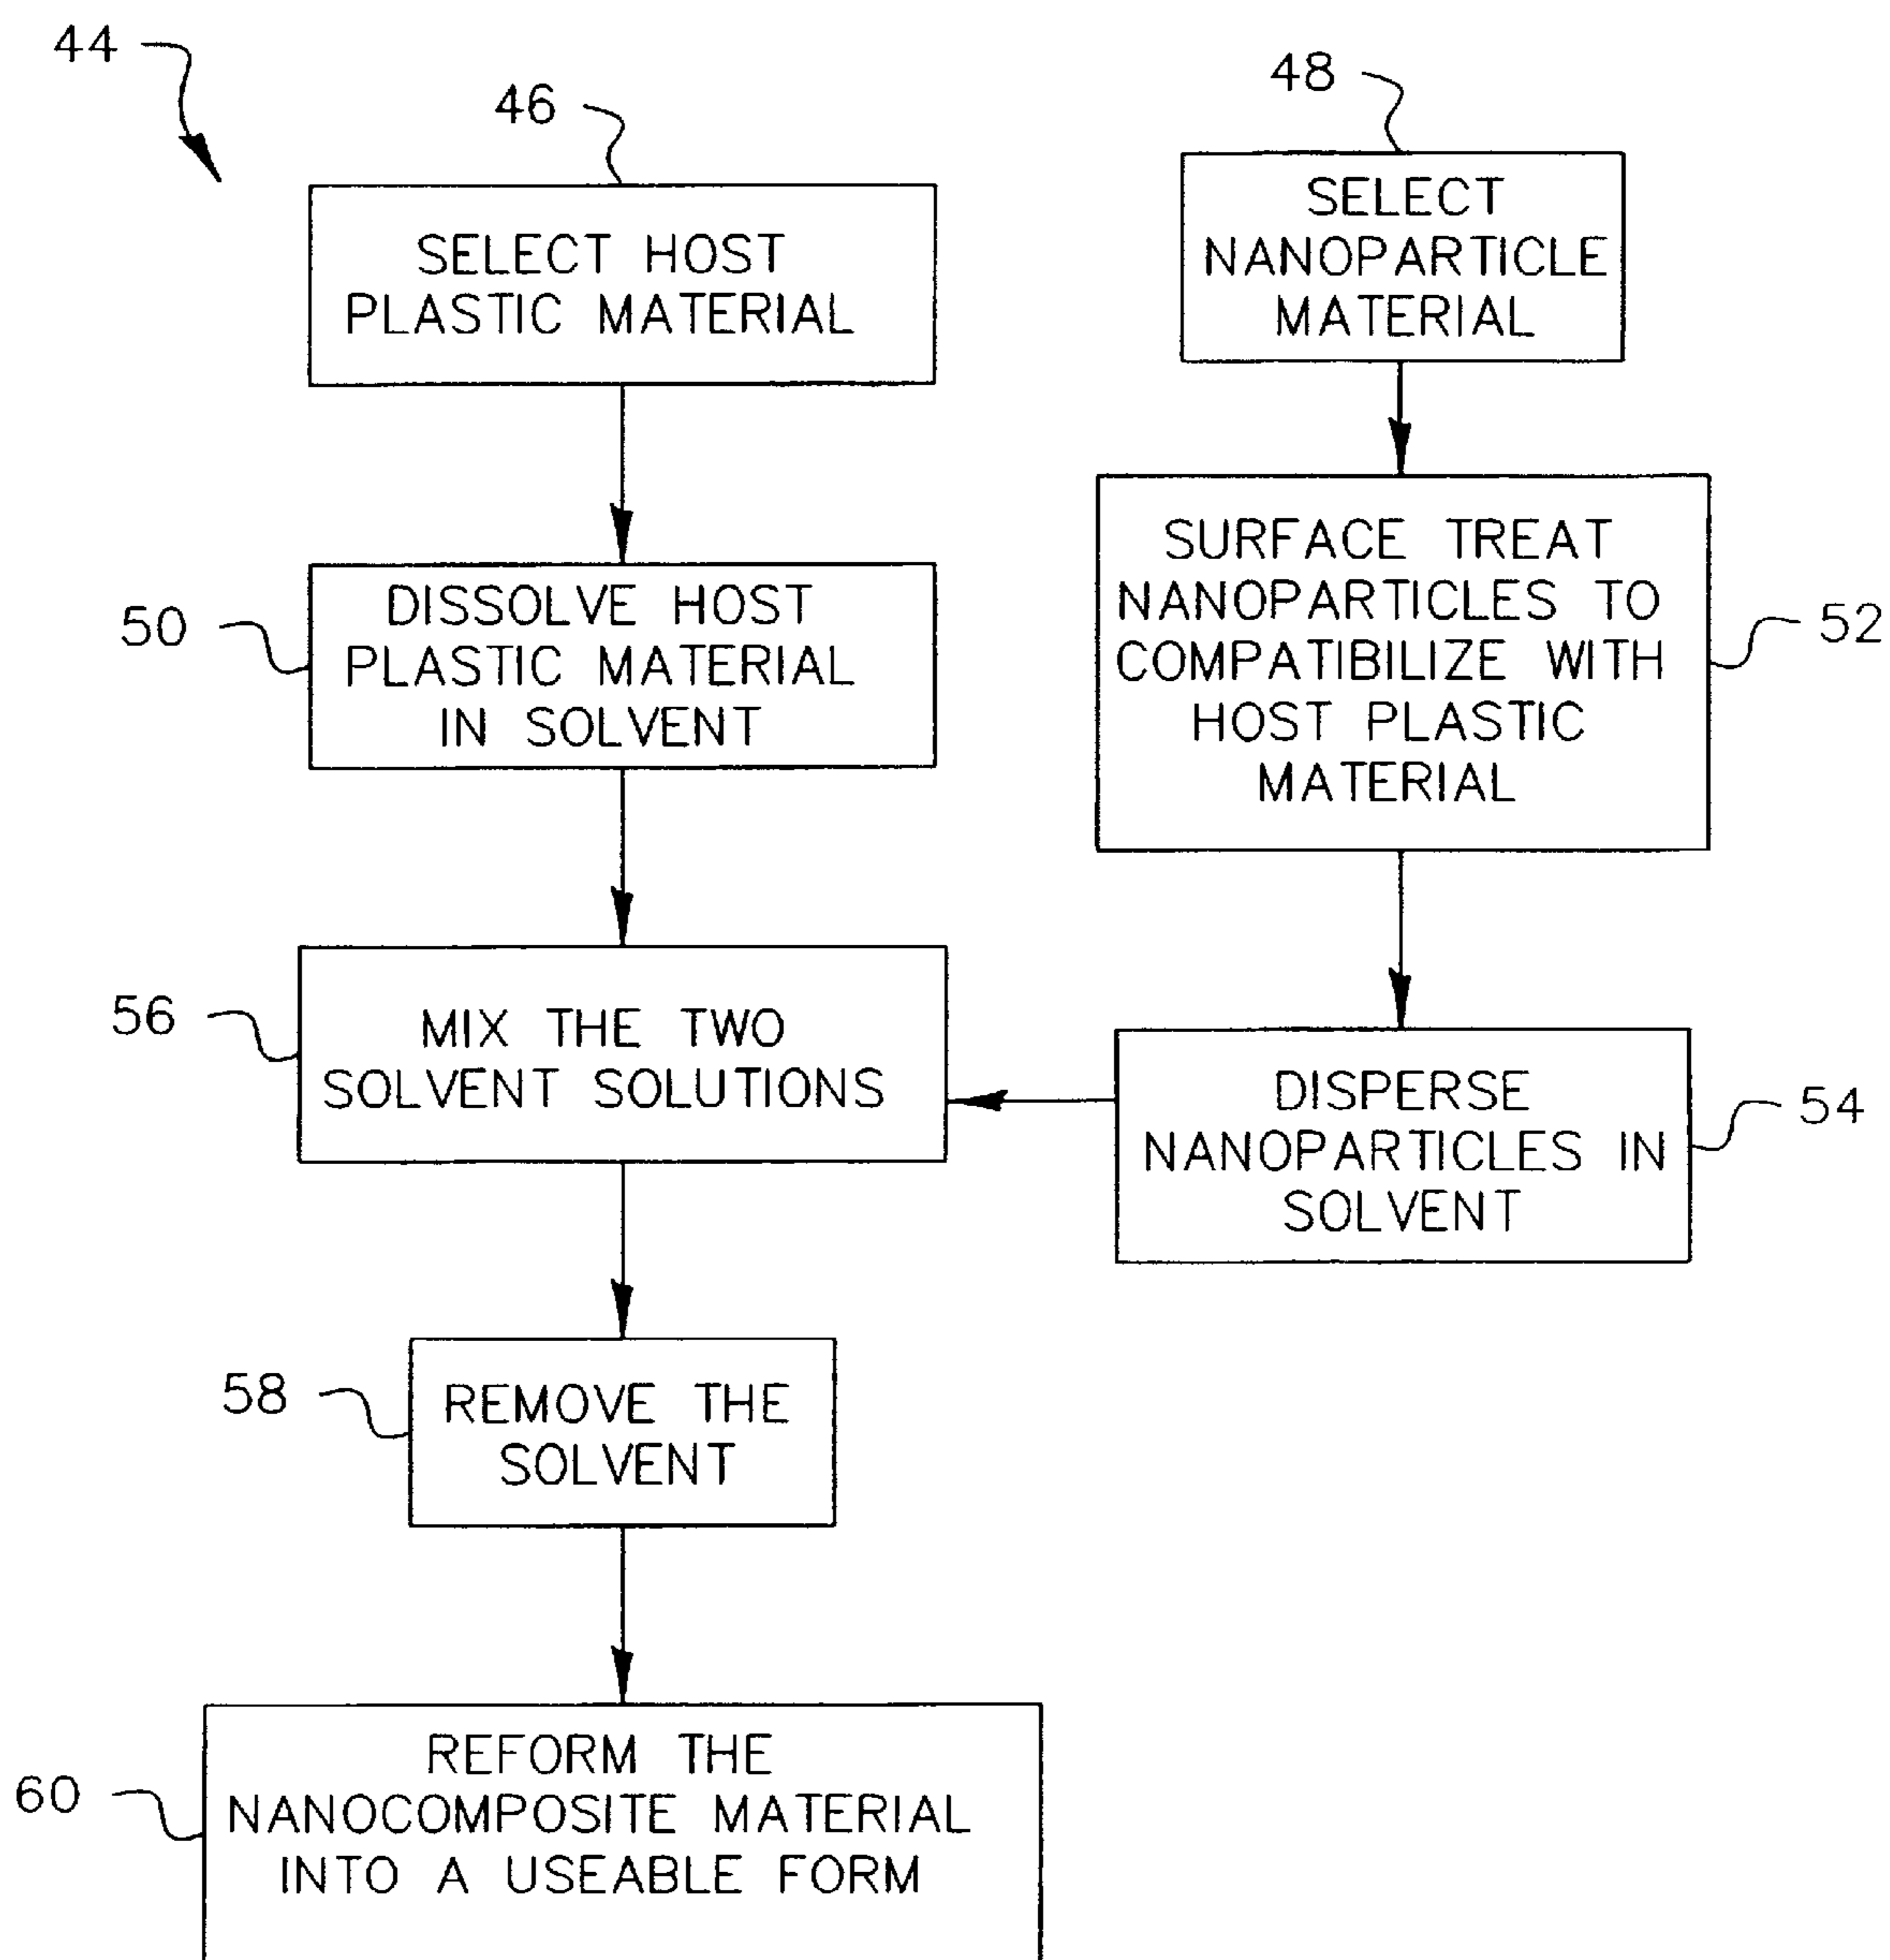 44
46
SELECT HOST
PLASTIC MATERIAL
48
SELECT
NANOPARTICLE
MATERIAL
50
DISSOLVE HOST
PLASTIC MATERIAL
IN SOLVENT
SURFACE TREAT
NANOPARTICLES TO
COMPATIBILIZE WITH
HOST PLASTIC
MATERIAL
52
56
MIX THE TWO
SOLVENT SOLUTIONS
DISPERSE
NANOPARTICLES IN
SOLVENT
54
58
REMOVE THE
SOLVENT
60
REFORM THE
NANOCOMPOSITE MATERIAL
INTO A USEABLE FORM